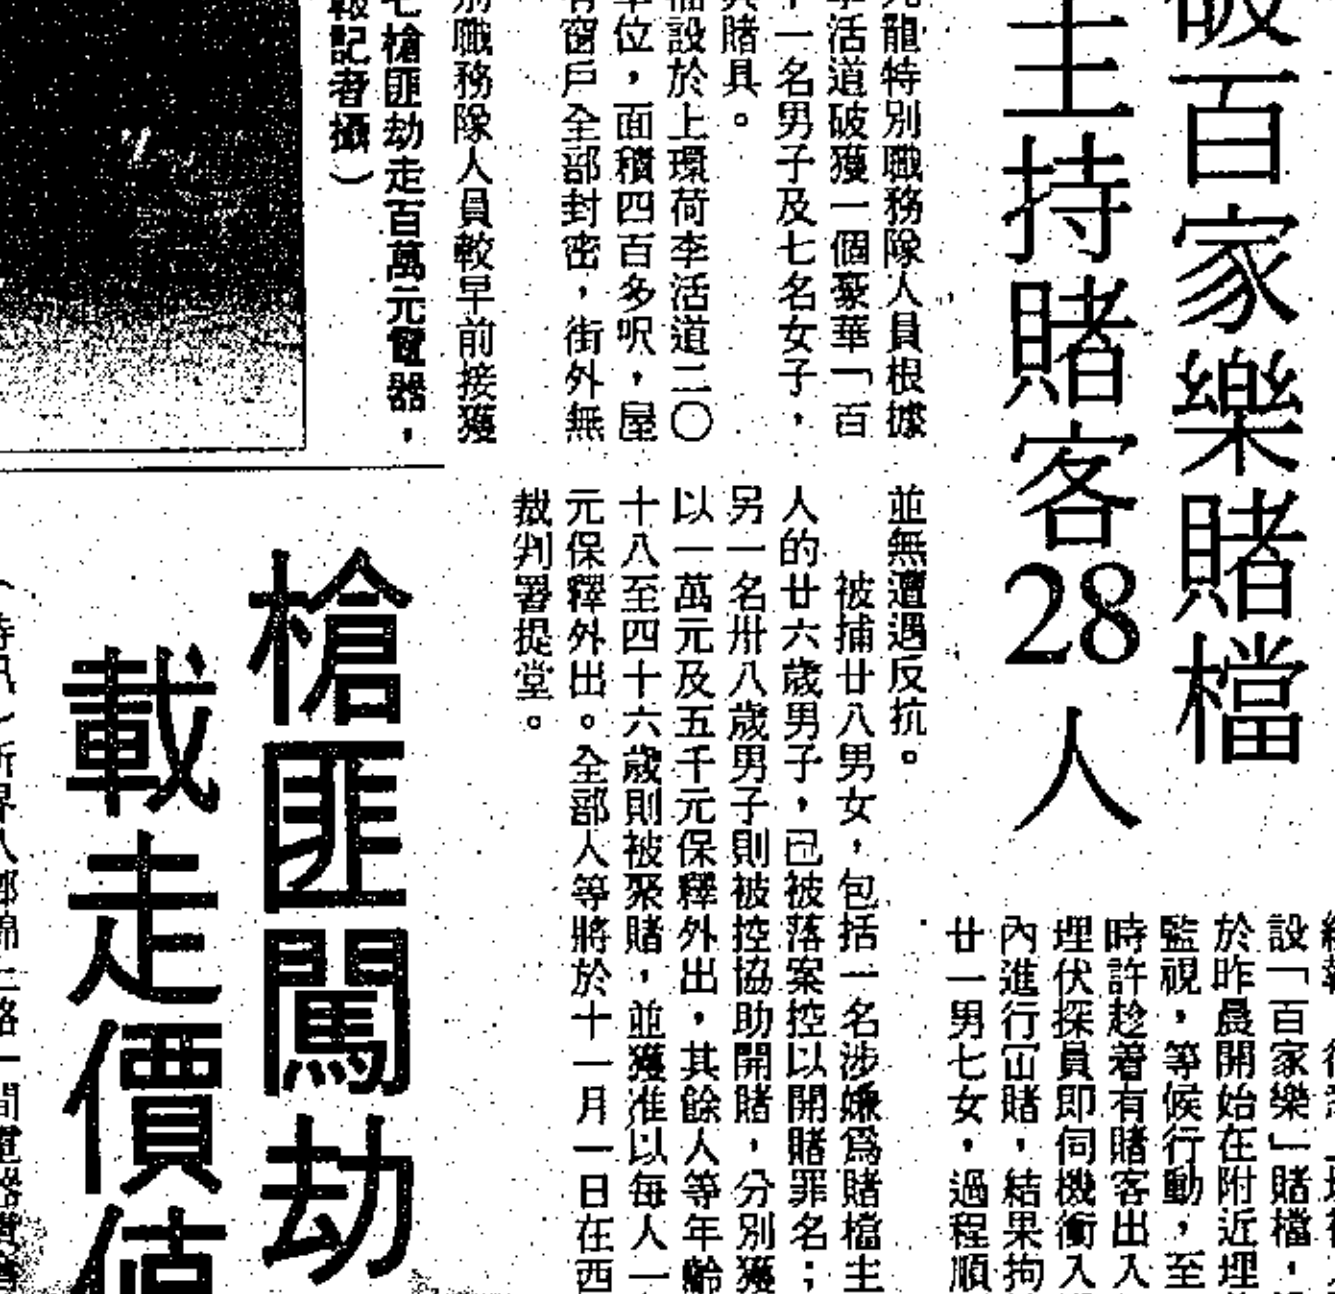 破百家樂賭檔
主持賭客28人
龍特別職務隊人員根據
活道破獲一個豪華「百
一名男子及七名女子，
賭具。
設於上環荷李活道二〇
單位，面積四百多呎，屋
有窗戶全部封密，街外無
別職務隊人員較早前接獲
七槍匪劫走百萬元電器，
報記者攝）
設「百家樂」賭檔，
於昨晨開始在附近埋
監視，等候行動，至
時許趁着有賭客出入
埋伏探員即伺機衝入
內進行冚賭，結果拘
廿一男七女，過程順
並無遭遇反抗。
被捕廿八男女，包括一名涉嫌爲賭檔主
人的廿六歲男子，已被落案控以開賭罪名；
另一名卅八歲男子則被控協助開賭，分別獲
以一萬元及五千元保釋外出，其餘人等年齡
十八至四十六歲則被眾賭，並獲准以每人一
元保釋外出。全部人等將於十一月一日在西
裁判署提堂。
槍匪闖劫
載走價值